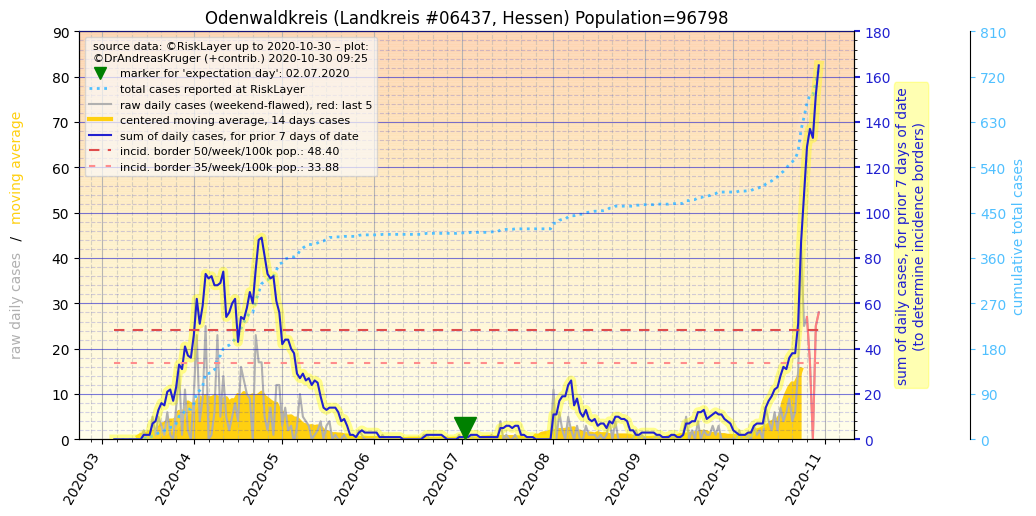 Odenwaldkreis (Landkreis #06437, Hessen) Population=96798
source data: ©RiskLayer up to 2020-10-30 – plot:
©DrAndreasKruger (+contrib.) 2020-10-30 09:25
marker for 'expectation day': 02.07.2020
total cases reported at RiskLayer
raw daily cases (weekend-flawed), red: last 5
centered moving average, 14 days cases
sum of daily cases, for prior 7 days of date
incid. border 50/week/100k pop.: 48.40
incid. border 35/week/100k pop.: 33.88
raw daily cases / moving average
90
80
70
60
50
40
30
20
10
0
180
160
140
120
100
80
60
40
20
0
sum of daily cases, for prior 7 days of date
(to determine incidence borders)
810
720
630
540
450
360
270
180
90
0
cumulative total cases
2020-03
2020-04
2020-05
2020-06
2020-07
2020-08
2020-09
2020-10
2020-11